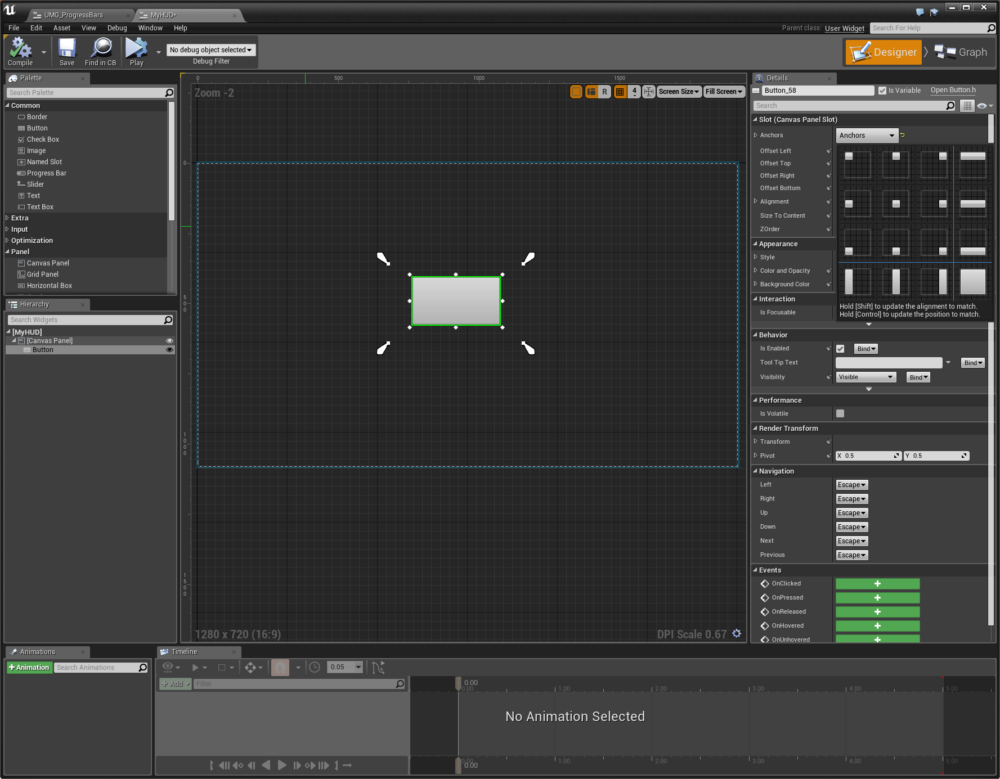 UMG_ProgressBars
MyHUD*
File Edit Asset View Debug Window Help
Parent class: User Widget
Search For Help
Compile
Save
Find in CB
Play
No debug object selected
Debug Filter
Designer
Graph
Palette
Search Palette
Common
Border
Button
Check Box
Image
Named Slot
Progress Bar
Slider
Text
Text Box
Extra
Input
Optimization
Panel
Canvas Panel
Grid Panel
Horizontal Box
Hierarchy
Search Widgets
[MyHUD]
[Canvas Panel]
Button
0 500 1000 1500
Zoom -2
R
4
Screen Size
Fill Screen
0
500
1000
1500
1280 x 720 (16:9)
DPI Scale 0.67
Details
Button_58
Is Variable
Open Button.h
Search
Slot (Canvas Panel Slot)
Anchors
Anchors
Offset Left
Offset Top
Offset Right
Offset Bottom
Alignment
Size To Content
ZOrder
Hold [Shift] to update the alignment to match.
Hold [Control] to update the position to match.
Appearance
Style
Color and Opacity
Background Color
Interaction
Is Focusable
Behavior
Is Enabled
Bind
Tool Tip Text
Bind
Visibility
Visible
Bind
Performance
Is Volatile
Render Transform
Transform
Pivot
X 0.5
Y 0.5
Navigation
Left Escape
Right Escape
Up Escape
Down Escape
Next Escape
Previous Escape
Events
OnClicked
OnPressed
OnReleased
OnHovered
OnUnhovered
Animations
+Animation
Search Animations
Timeline
0.05
+ Add
Filter
0.00
0.00 1.00 2.00 3.00 4.00 5.00
No Animation Selected
0.00 1.00 2.00 3.00 4.00 5.00
0.00